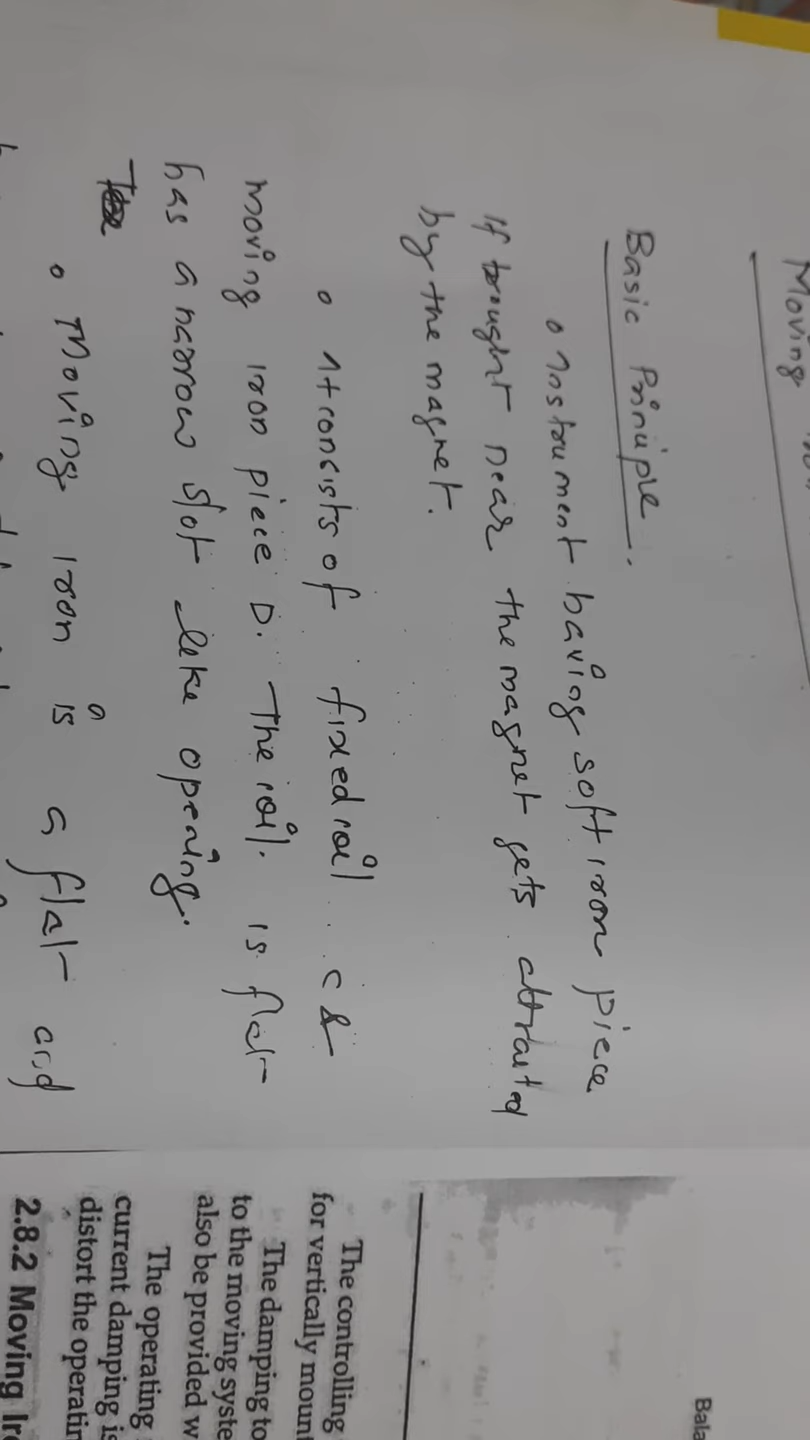 Moving
Basic Principle.
• Instrument having soft iron piece
If brought near the magnet gets attracted
by the magnet.
• It consists of fixed coil C &
moving iron piece D. The coil. is flat
has a narrow slot like opening.
• Moving iron is a flat and
Bala
The controlling
for vertically mount
The damping to
to the moving syste
also be provided w
The operating
current damping is
distort the operatin
2.8.2 Moving Ir